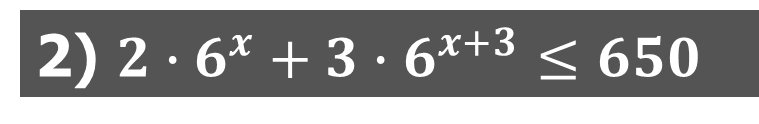 2) 2 · 6^{x} + 3 · 6^{x+3} ≤ 650